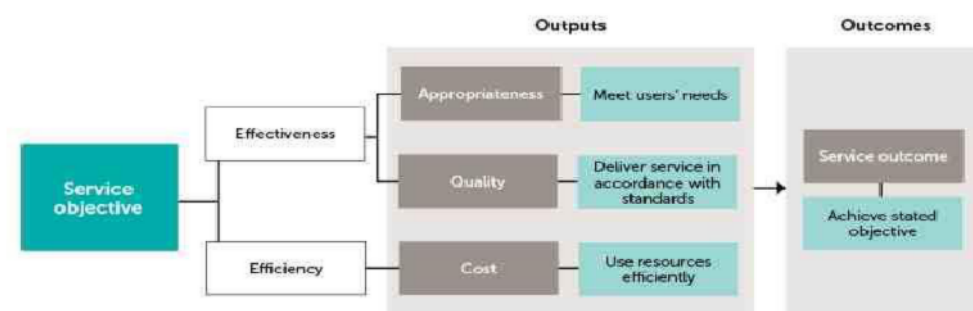 Outputs
Outcomes
Appropriateness
Meet users' needs
Effectiveness
Service
objective
Quality
Deliver service in
accordance with
standards
Service outcome
Achieve stated
objective
Efficiency
Cost
Use resources
efficiently